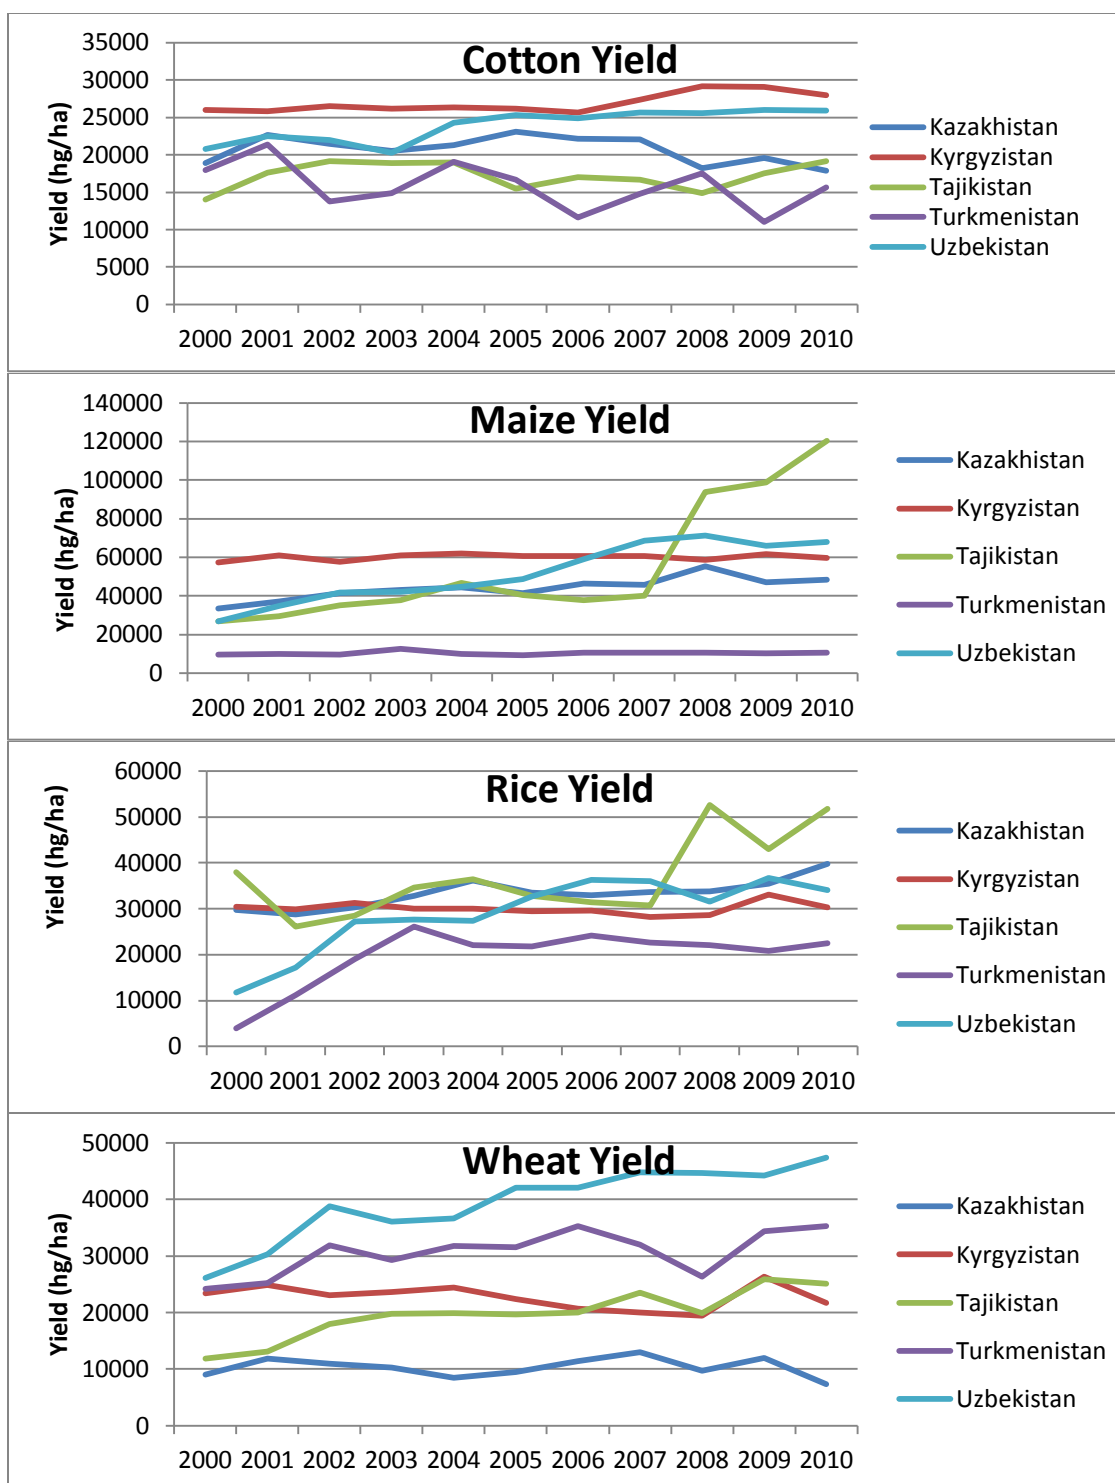 Cotton Yield
Yield (hg/ha)
35000
30000
25000
20000
15000
10000
5000
0
2000 2001 2002 2003 2004 2005 2006 2007 2008 2009 2010
Kazakhistan
Kyrgyzistan
Tajikistan
Turkmenistan
Uzbekistan
Maize Yield
Yield (hg/ha)
140000
120000
100000
80000
60000
40000
20000
0
2000 2001 2002 2003 2004 2005 2006 2007 2008 2009 2010
Kazakhistan
Kyrgyzistan
Tajikistan
Turkmenistan
Uzbekistan
Rice Yield
Yield (hg/ha)
60000
50000
40000
30000
20000
10000
0
2000 2001 2002 2003 2004 2005 2006 2007 2008 2009 2010
Kazakhistan
Kyrgyzistan
Tajikistan
Turkmenistan
Uzbekistan
Wheat Yield
Yield (hg/ha)
50000
40000
30000
20000
10000
0
2000 2001 2002 2003 2004 2005 2006 2007 2008 2009 2010
Kazakhistan
Kyrgyzistan
Tajikistan
Turkmenistan
Uzbekistan